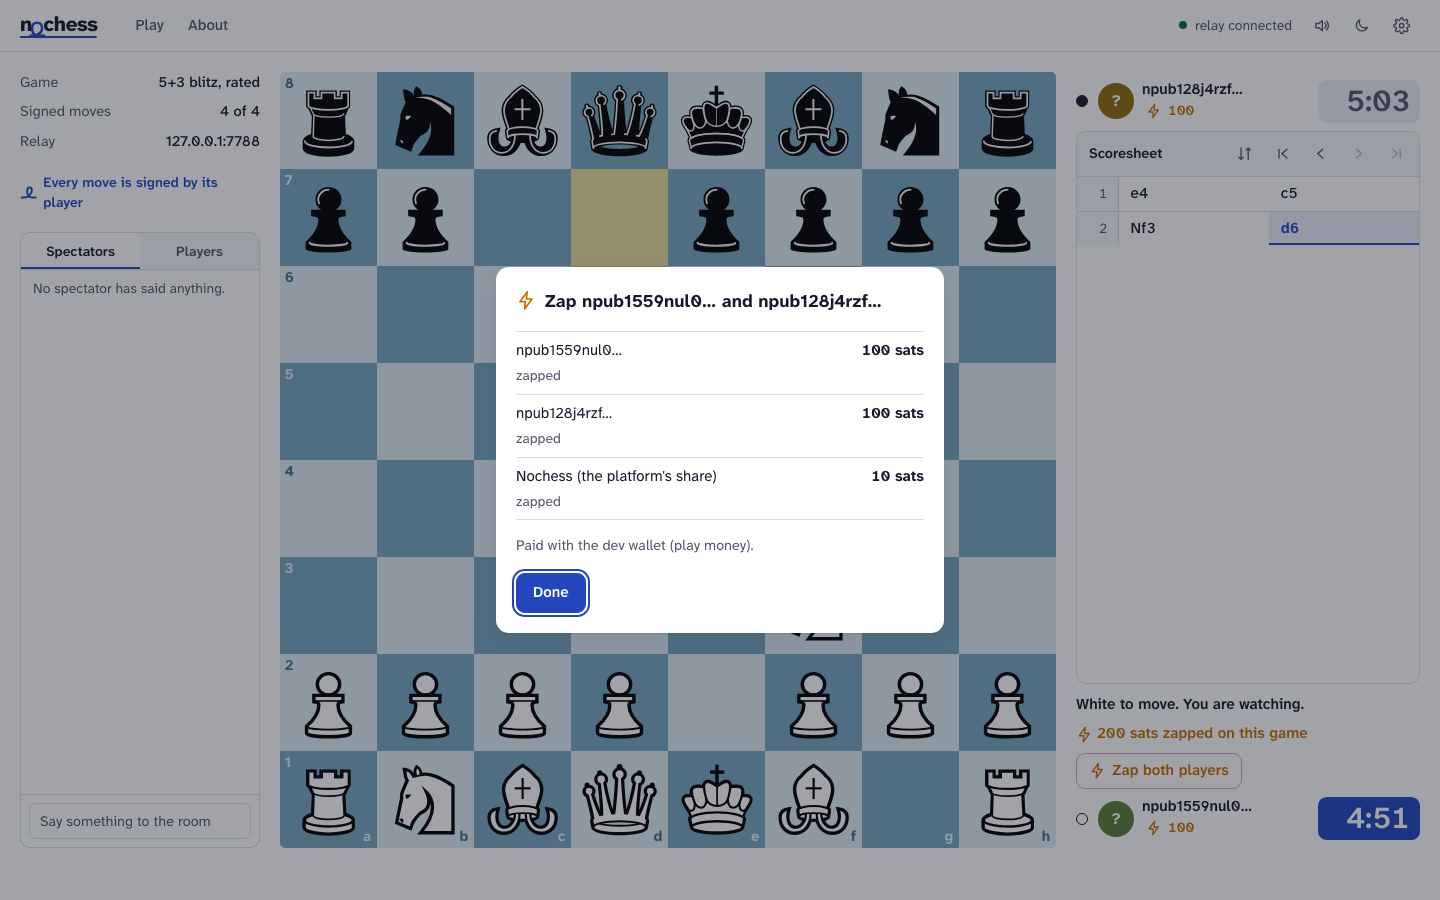 nochess
Play
About
relay connected
Game
5+3 blitz, rated
Signed moves
4 of 4
Relay
127.0.0.1:7788
Every move is signed by its
player
Spectators
Players
No spectator has said anything.
Say something to the room
8
7
6
5
4
3
2
1
a
b
c
d
e
f
g
h
Zap npub1559nul0... and npub128j4rzf...
npub1559nul0...
100 sats
zapped
npub128j4rzf...
100 sats
zapped
Nochess (the platform's share)
10 sats
zapped
Paid with the dev wallet (play money).
Done
?
npub128j4rzf...
100
5:03
Scoresheet
1
e4
c5
2
Nf3
d6
White to move. You are watching.
200 sats zapped on this game
Zap both players
?
npub1559nul0...
100
4:51